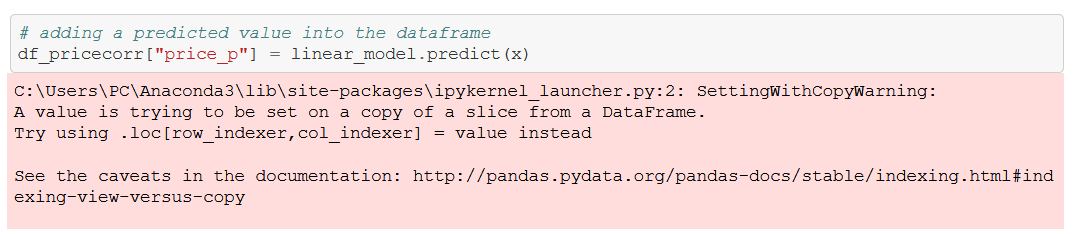 # adding a predicted value into the dataframe
df_pricecorr["price_p"] = linear_model.predict(x)
C:\Users\PC\Anaconda3\lib\site-packages\ipykernel_launcher.py:2: SettingWithCopyWarning:
A value is trying to be set on a copy of a slice from a DataFrame.
Try using .loc[row_indexer,col_indexer] = value instead
See the caveats in the documentation: http://pandas.pydata.org/pandas-docs/stable/indexing.html#ind
exing-view-versus-copy